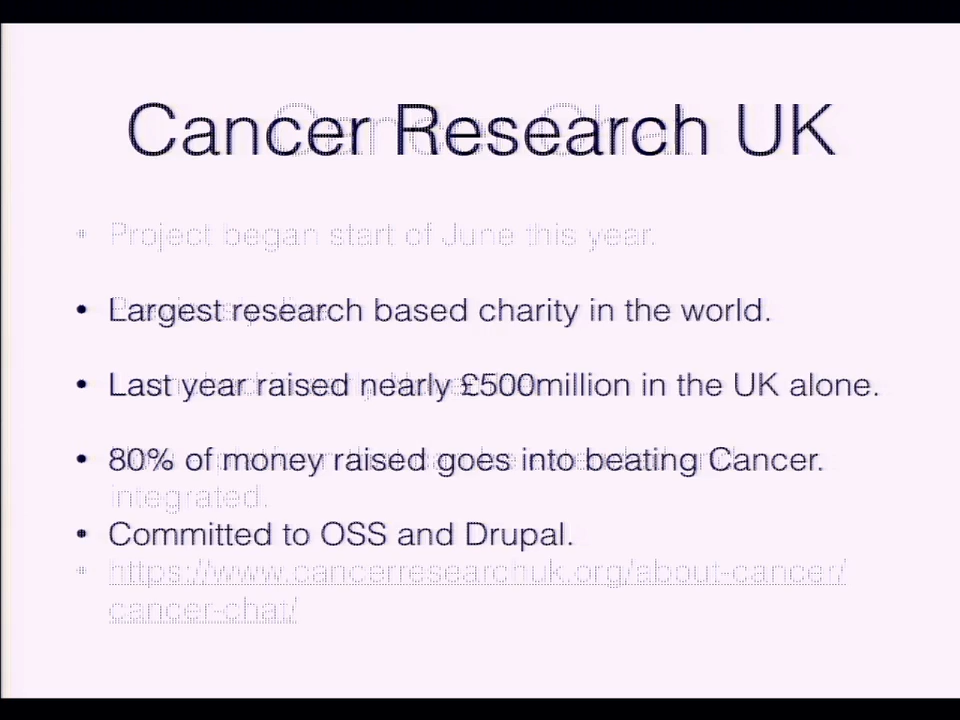 Cancer Research UK
Project began start of June this year.
Largest research based charity in the world.
Last year raised nearly £500million in the UK alone.
80% of money raised goes into beating Cancer.
integrated.
Committed to OSS and Drupal.
https://www.cancerresearchuk.org/about-cancer/
cancer-chat/